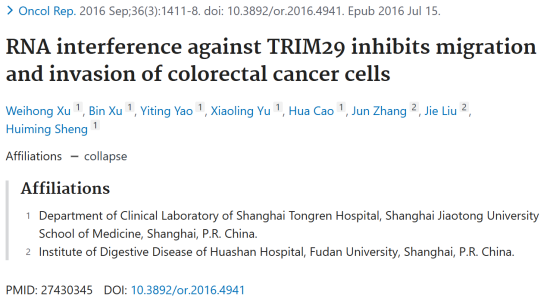 > Oncol Rep. 2016 Sep;36(3):1411-8. doi: 10.3892/or.2016.4941. Epub 2016 Jul 15.
RNA interference against TRIM29 inhibits migration
and invasion of colorectal cancer cells
Weihong Xu 1, Bin Xu 1, Yiting Yao 1, Xiaoling Yu 1, Hua Cao 1, Jun Zhang 2, Jie Liu 2,
Huiming Sheng 1
Affiliations − collapse
Affiliations
1 Department of Clinical Laboratory of Shanghai Tongren Hospital, Shanghai Jiaotong University
School of Medicine, Shanghai, P.R. China.
2 Institute of Digestive Disease of Huashan Hospital, Fudan University, Shanghai, P.R. China.
PMID: 27430345 DOI: 10.3892/or.2016.4941